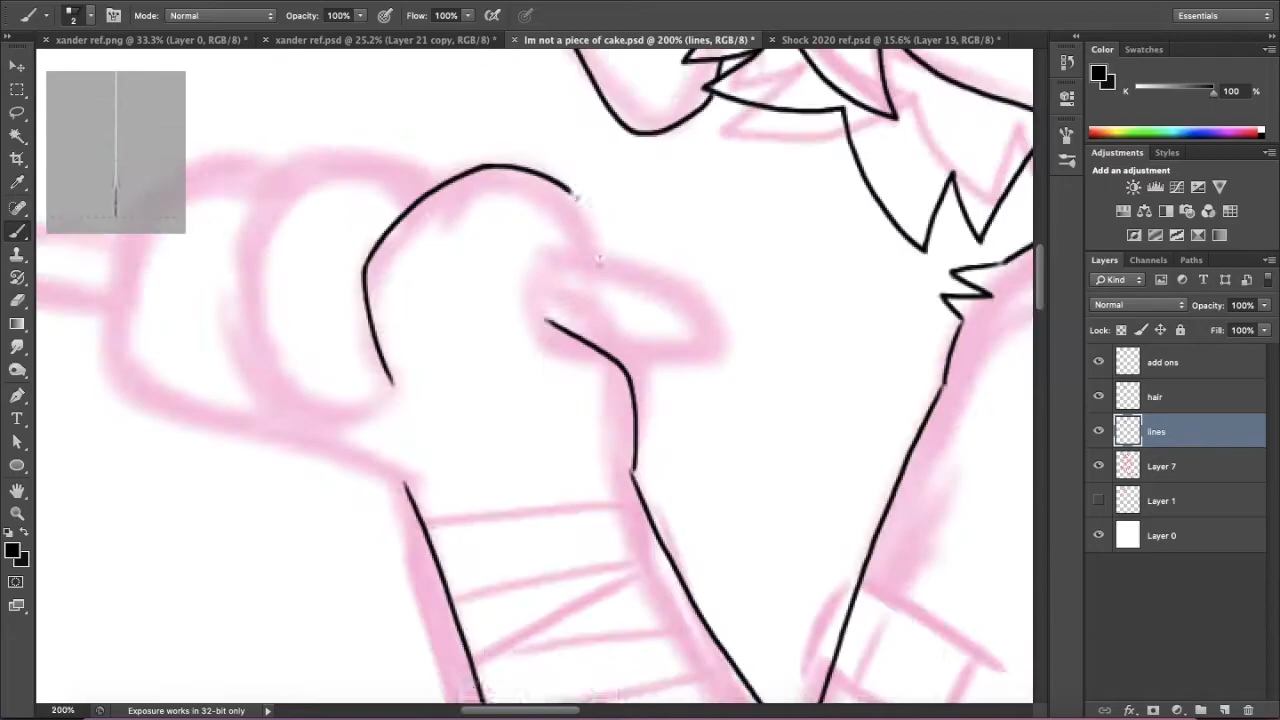 2 Mode: Normal Opacity: 100% Flow: 100% Essentials
xander ref.png @ 33.3% (Layer 0, RGB/8) * xander ref.psd @ 25.2% (Layer 21 copy, RGB/8) * Im not a piece of cake.psd @ 200% (lines, RGB/8) * Shock 2020 ref.psd @ 15.6% (Layer 19, RGB/8) *
Color Swatches
K 100 %
Adjustments Styles
Add an adjustment
Layers Channels Paths
Kind
Normal Opacity: 100%
Lock: Fill: 100%
add ons
hair
lines
Layer 7
Layer 1
Layer 0
200% Exposure works in 32-bit only